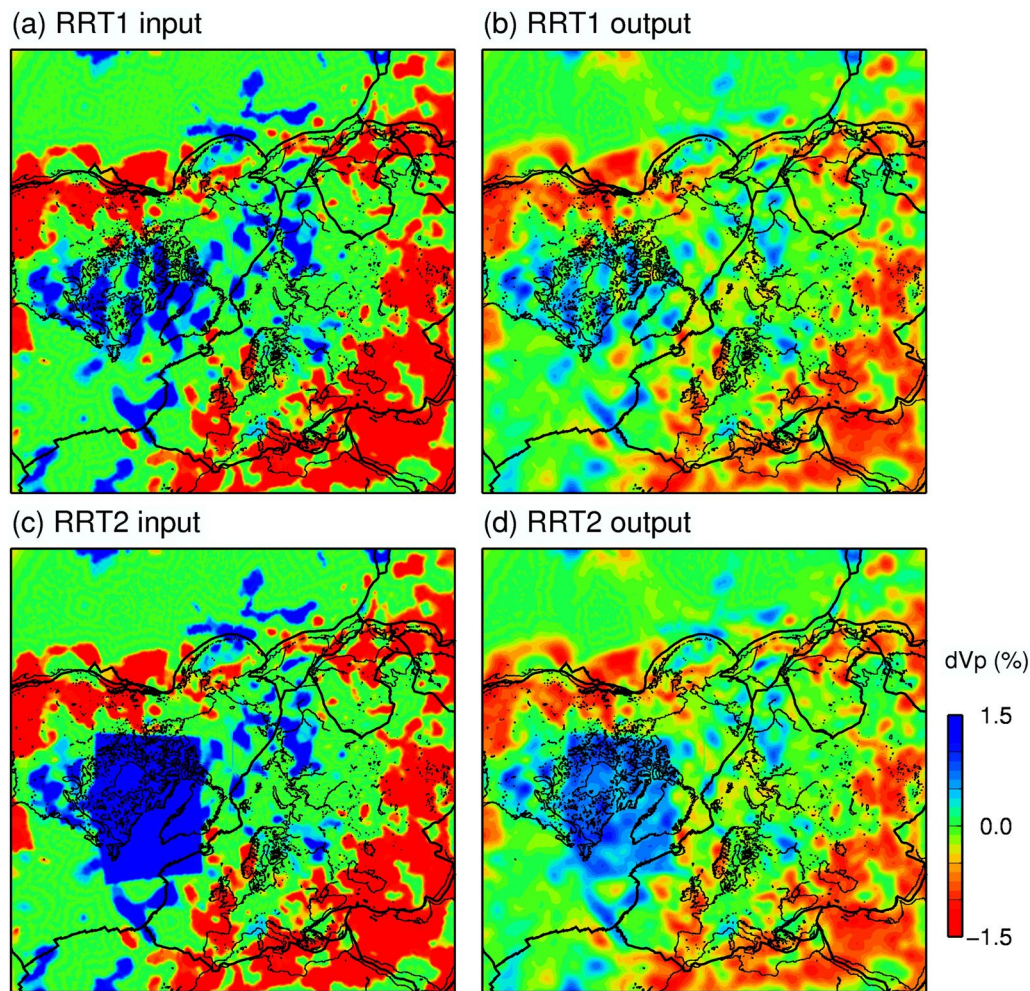 (a) RRT1 input
(b) RRT1 output
(c) RRT2 input
(d) RRT2 output
dVp (%)
1.5
0.0
−1.5